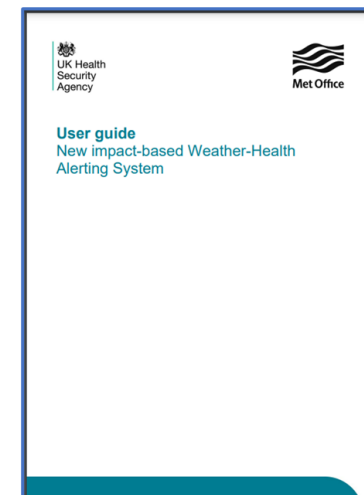 UK Health
Security
Agency
Met Office
User guide
New impact-based Weather-Health
Alerting System